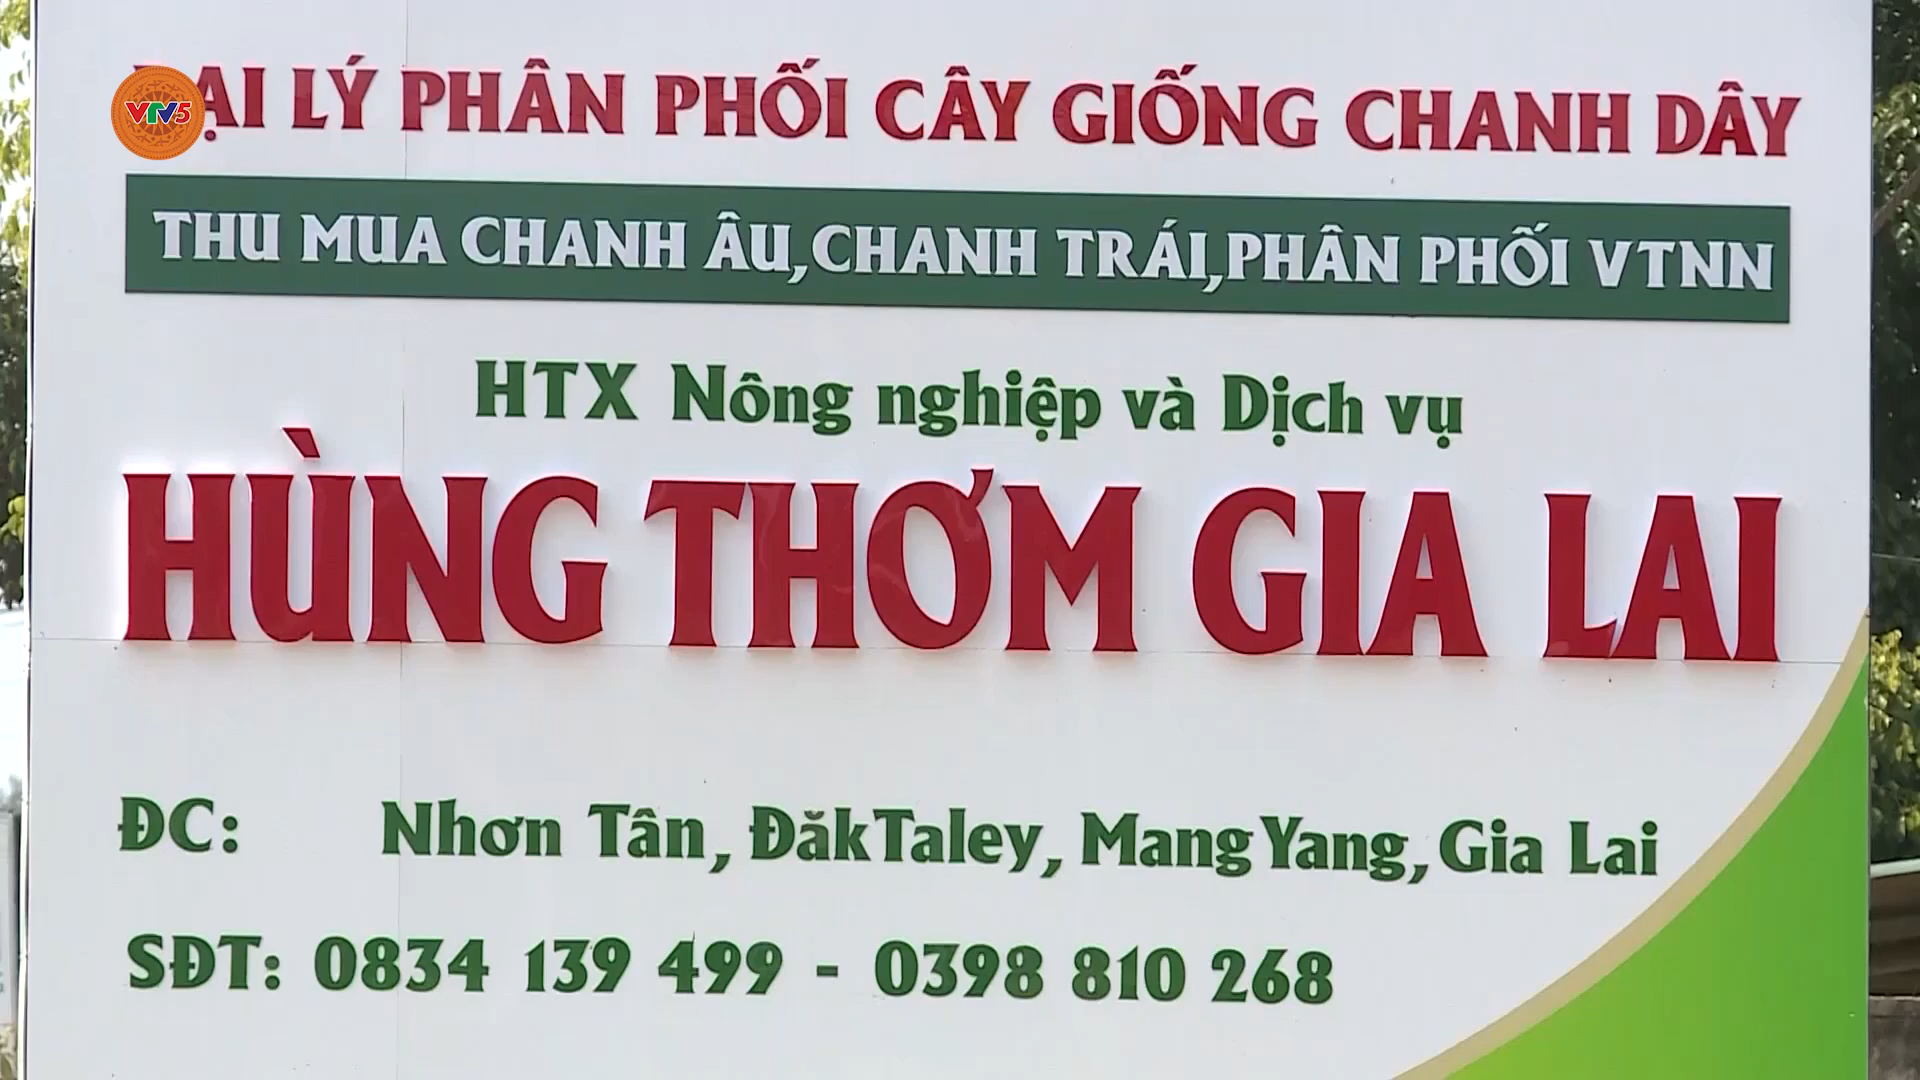 VTV5
ĐẠI LÝ PHÂN PHỐI CÂY GIỐNG CHANH DÂY
THU MUA CHANH ÂU,CHANH TRÁI,PHÂN PHỐI VTNN
HTX Nông nghiệp và Dịch vụ
HÙNG THƠM GIA LAI
ĐC: Nhơn Tân, ĐăkTaley, Mang Yang, Gia Lai
SĐT: 0834 139 499 - 0398 810 268